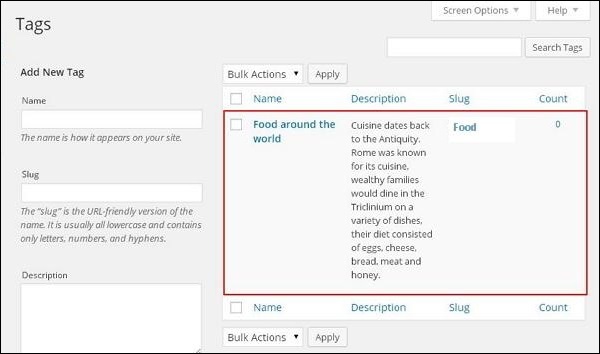 Screen Options ▼ Help ▼
Tags
Search Tags
Add New Tag
Name
The name is how it appears on your site.
Slug
The “slug” is the URL-friendly version of the
name. It is usually all lowercase and contains
only letters, numbers, and hyphens.
Description
Bulk Actions ▼ Apply
Name Description Slug Count
Food around the
world
Cuisine dates back
to the Antiquity.
Rome was known
for its cuisine,
wealthy families
would dine in the
Triclinium on a
variety of dishes,
their diet consisted
of eggs, cheese,
bread, meat and
honey.
Food
0
Name Description Slug Count
Bulk Actions ▼ Apply